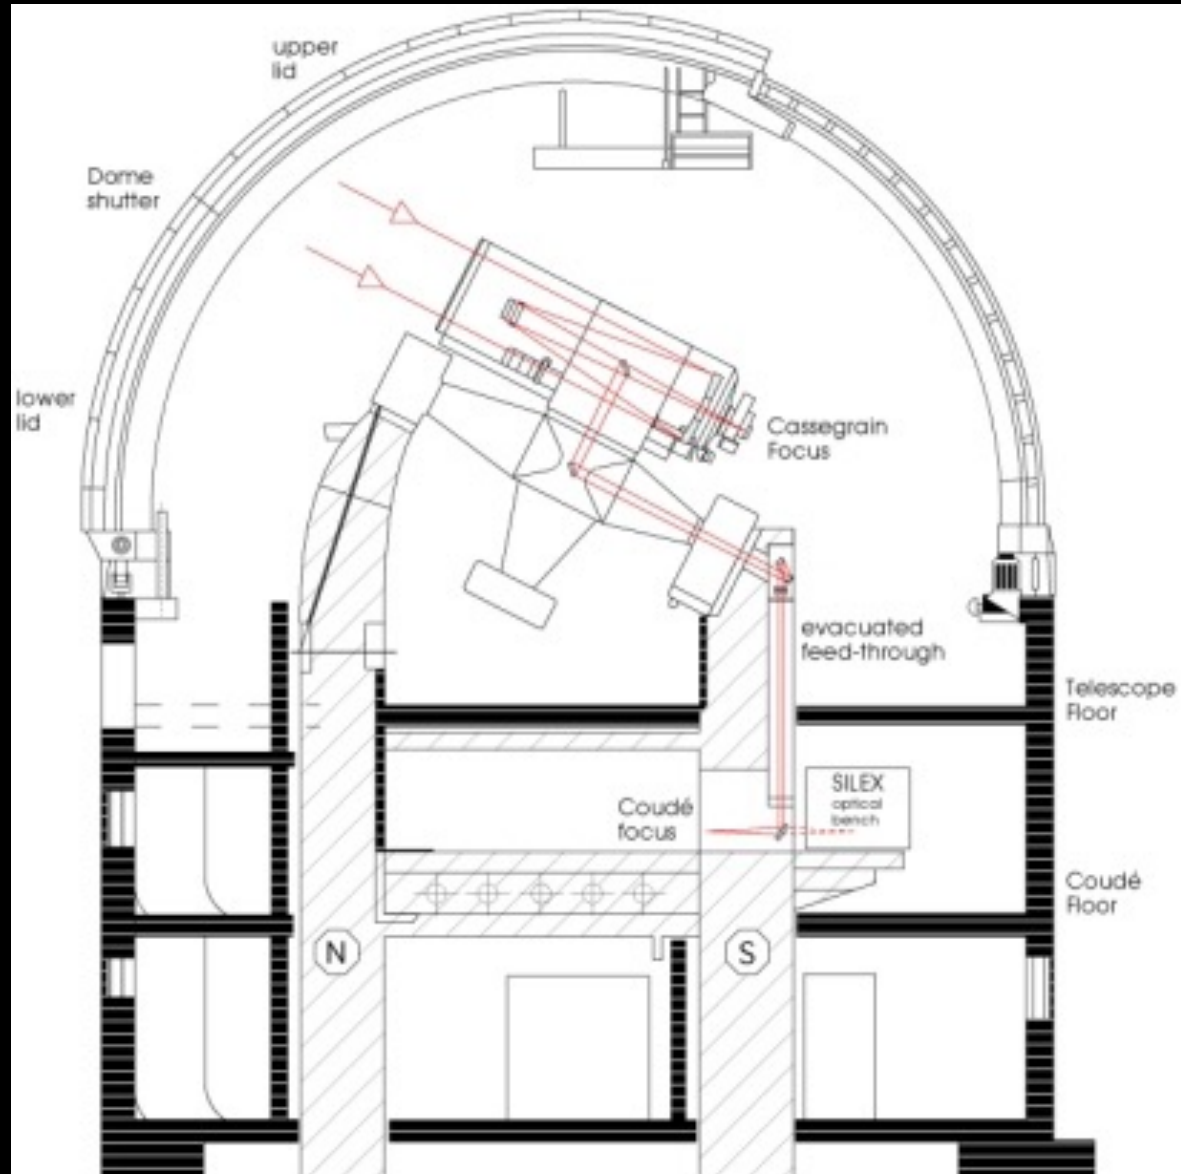 upper
lid
Dome
shutter
lower
lid
Cassegrain
Focus
evacuated
feed-through
Telescope
Floor
SILEX
optical
bench
Coudé
focus
Coudé
Floor
N
S